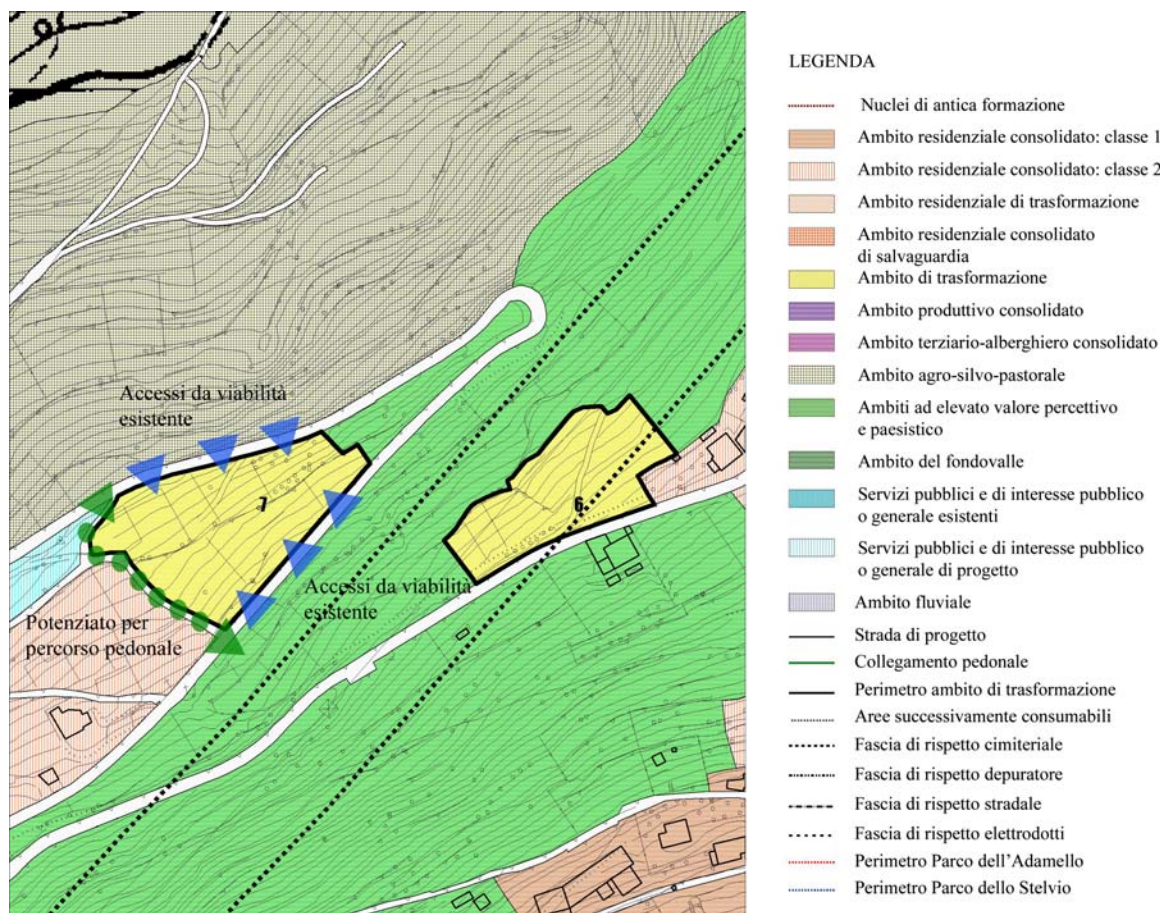 Accessi da viabilità
esistente
7
6
Accessi da viabilità
esistente
Potenziato per
percorso pedonale
LEGENDA
Nuclei di antica formazione
Ambito residenziale consolidato: classe 1
Ambito residenziale consolidato: classe 2
Ambito residenziale di trasformazione
Ambito residenziale consolidato
di salvaguardia
Ambito di trasformazione
Ambito produttivo consolidato
Ambito terziario-alberghiero consolidato
Ambito agro-silvo-pastorale
Ambiti ad elevato valore percettivo
e paesistico
Ambito del fondovalle
Servizi pubblici e di interesse pubblico
o generale esistenti
Servizi pubblici e di interesse pubblico
o generale di progetto
Ambito fluviale
Strada di progetto
Collegamento pedonale
Perimetro ambito di trasformazione
Aree successivamente consumabili
Fascia di rispetto cimiteriale
Fascia di rispetto depuratore
Fascia di rispetto stradale
Fascia di rispetto elettrodotti
Perimetro Parco dell'Adamello
Perimetro Parco dello Stelvio